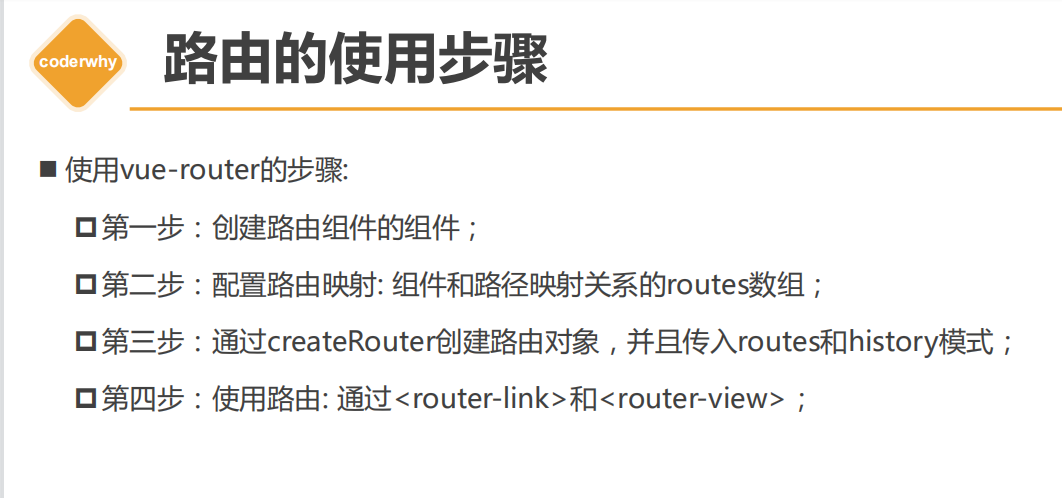 coderwhy
路由的使用步骤
使用vue-router的步骤:
第一步：创建路由组件的组件；
第二步：配置路由映射: 组件和路径映射关系的routes数组；
第三步：通过createRouter创建路由对象，并且传入routes和history模式；
第四步：使用路由: 通过<router-link>和<router-view>；